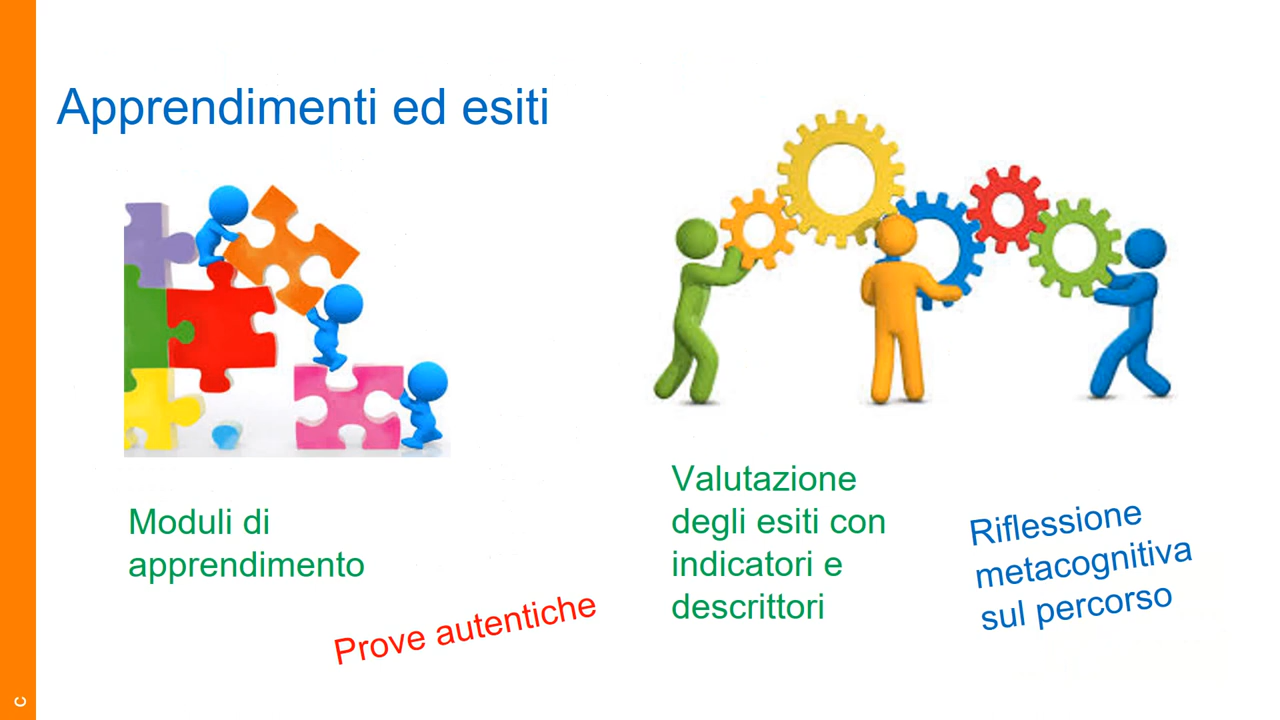 Apprendimenti ed esiti
Moduli di
apprendimento
Prove autentiche
Valutazione
degli esiti con
indicatori e
descrittori
Riflessione
metacognitiva
sul percorso
C